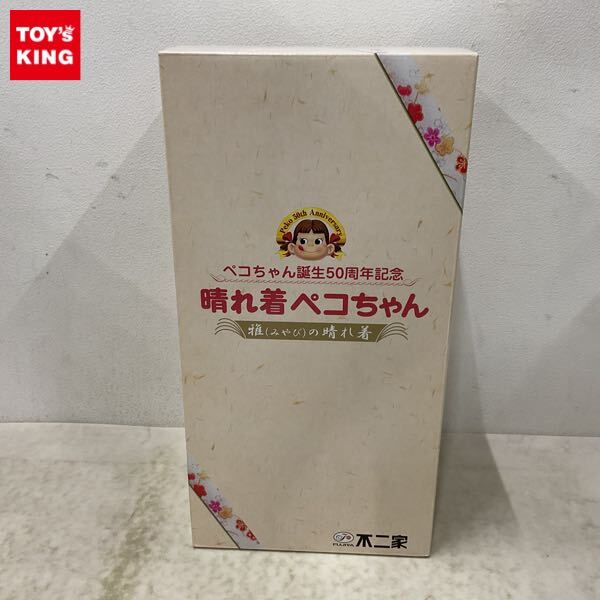 TOY's
KING
Peko 50th Anniversary
ペコちゃん誕生50周年記念
晴れ着ペコちゃん
雅(みやび)の晴れ着
FUJIYA 不二家